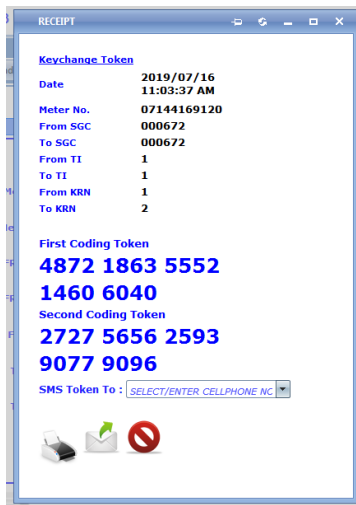 RECEIPT
Keychange Token
Date 2019/07/16
11:03:37 AM
Meter No. 07144169120
From SGC 000672
To SGC 000672
From TI 1
To TI 1
From KRN 1
To KRN 2
First Coding Token
4872 1863 5552
1460 6040
Second Coding Token
2727 5656 2593
9077 9096
SMS Token To : SELECT/ENTER CELLPHONE NO